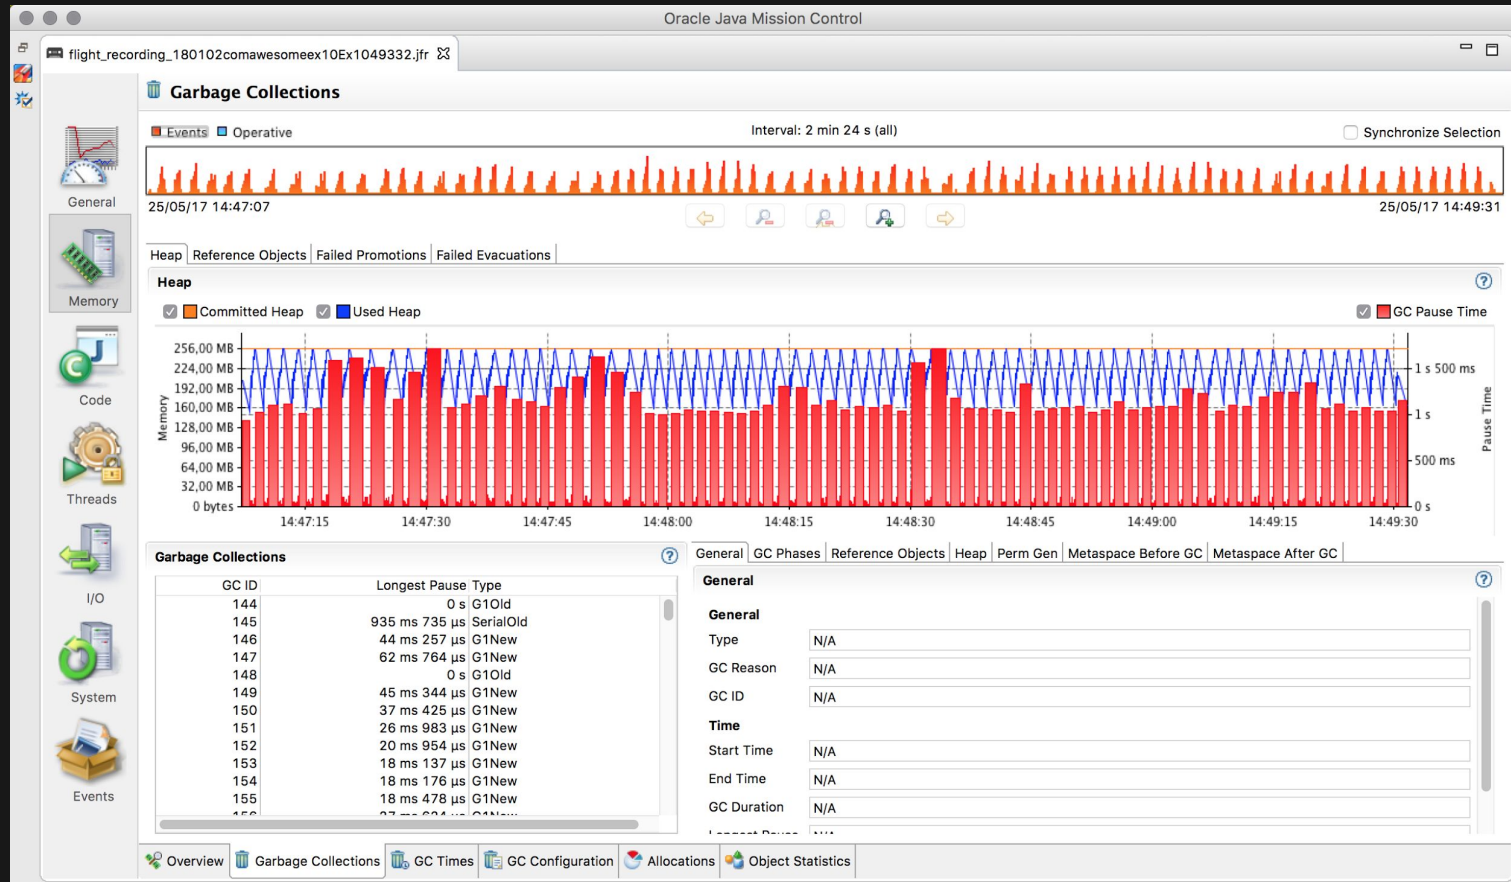 Oracle Java Mission Control
flight_recording_180102comawesomeex10Ex1049332.jfr
Garbage Collections
Events Operative
Interval: 2 min 24 s (all)
Synchronize Selection
25/05/17 14:47:07
25/05/17 14:49:31
General
Memory
Code
Threads
I/O
System
Events
Heap Reference Objects Failed Promotions Failed Evacuations
Heap
Committed Heap Used Heap
GC Pause Time
256,00 MB
224,00 MB
192,00 MB
160,00 MB
128,00 MB
96,00 MB
64,00 MB
32,00 MB
0 bytes
Memory
1 s 500 ms
1 s
500 ms
0 s
Pause Time
14:47:15 14:47:30 14:47:45 14:48:00 14:48:15 14:48:30 14:48:45 14:49:00 14:49:15 14:49:30
Garbage Collections
GC ID Longest Pause Type
144 0 s G1Old
145 935 ms 735 µs SerialOld
146 44 ms 257 µs G1New
147 62 ms 764 µs G1New
148 0 s G1Old
149 45 ms 344 µs G1New
150 37 ms 425 µs G1New
151 26 ms 983 µs G1New
152 20 ms 954 µs G1New
153 18 ms 137 µs G1New
154 18 ms 176 µs G1New
155 18 ms 478 µs G1New
General GC Phases Reference Objects Heap Perm Gen Metaspace Before GC Metaspace After GC
General
General
Type N/A
GC Reason N/A
GC ID N/A
Time
Start Time N/A
End Time N/A
GC Duration N/A
Overview Garbage Collections GC Times GC Configuration Allocations Object Statistics